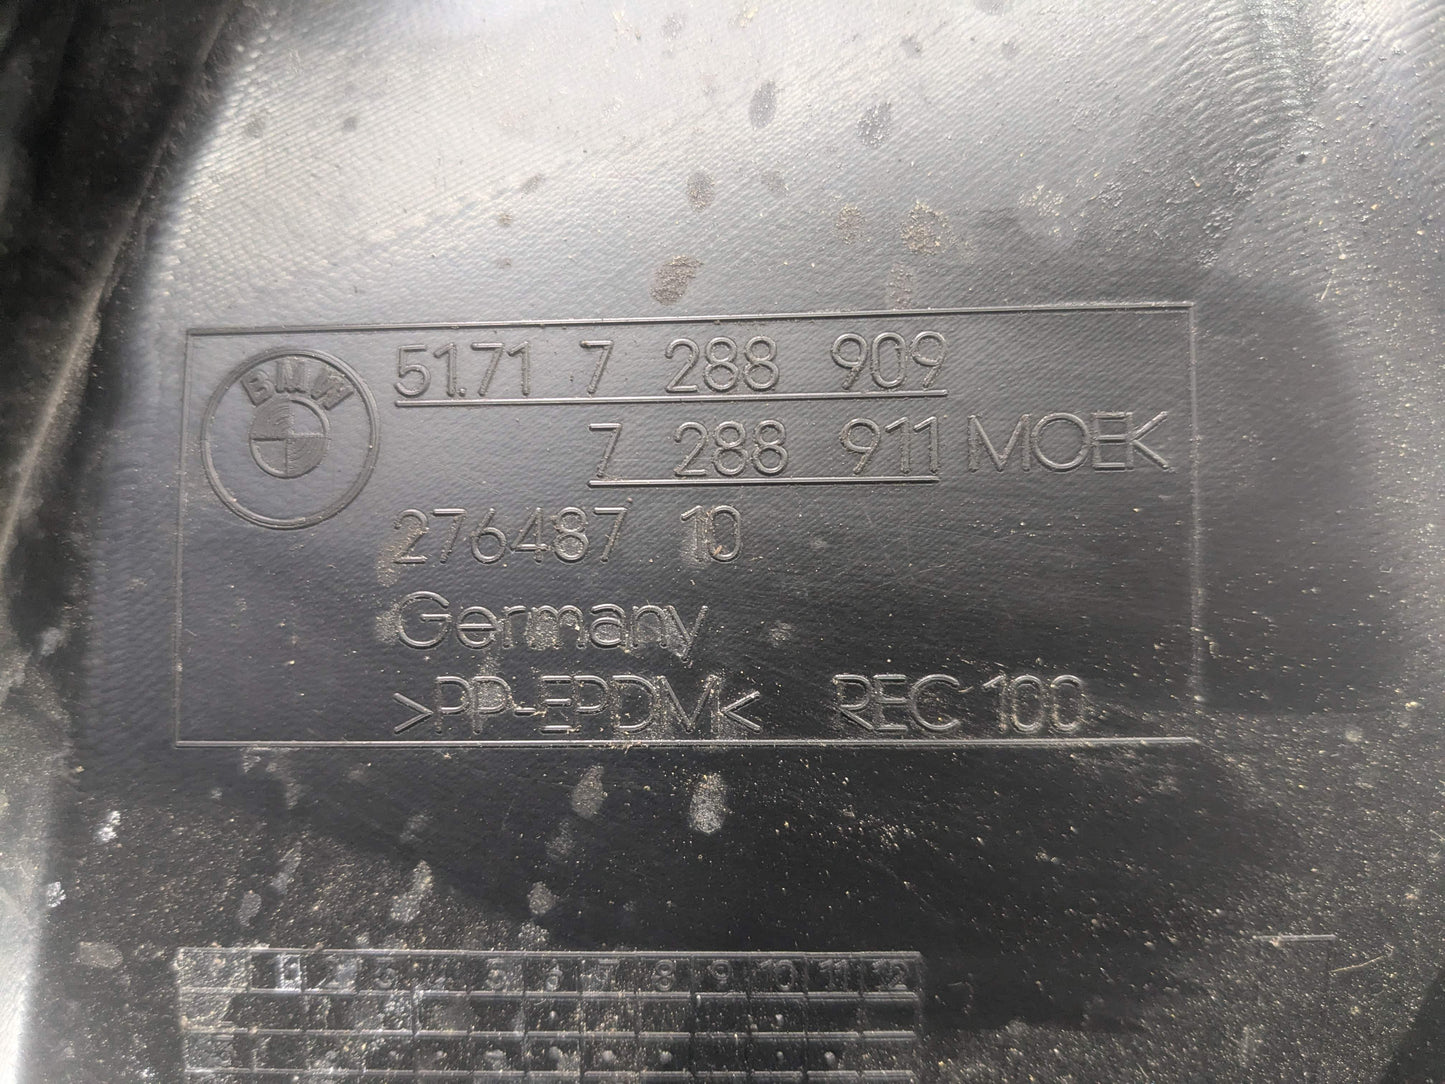 BMW
51.71 7 288 909
7 288 911 MOEK
276487 10
Germany
>PP-EPDM< REC 100
1 2 3 4 5 6 7 8 9 10 11 12